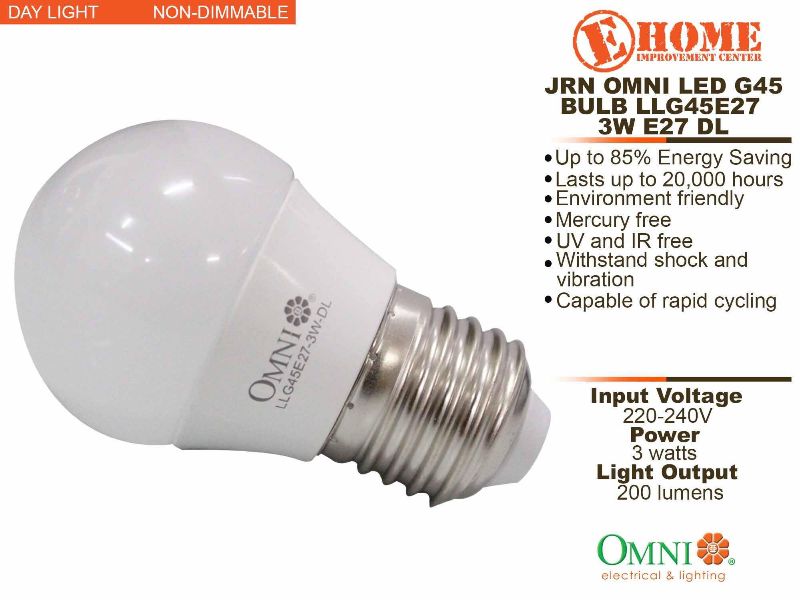 DAY LIGHT NON-DIMMABLE
E HOME
IMPROVEMENT CENTER
JRN OMNI LED G45
BULB LLG45E27
3W E27 DL
•Up to 85% Energy Saving
•Lasts up to 20,000 hours
•Environment friendly
•Mercury free
•UV and IR free
•Withstand shock and
vibration
•Capable of rapid cycling
OMNI®
LLG45E27-3W-DL
Input Voltage
220-240V
Power
3 watts
Light Output
200 lumens
OMNI®
electrical & lighting